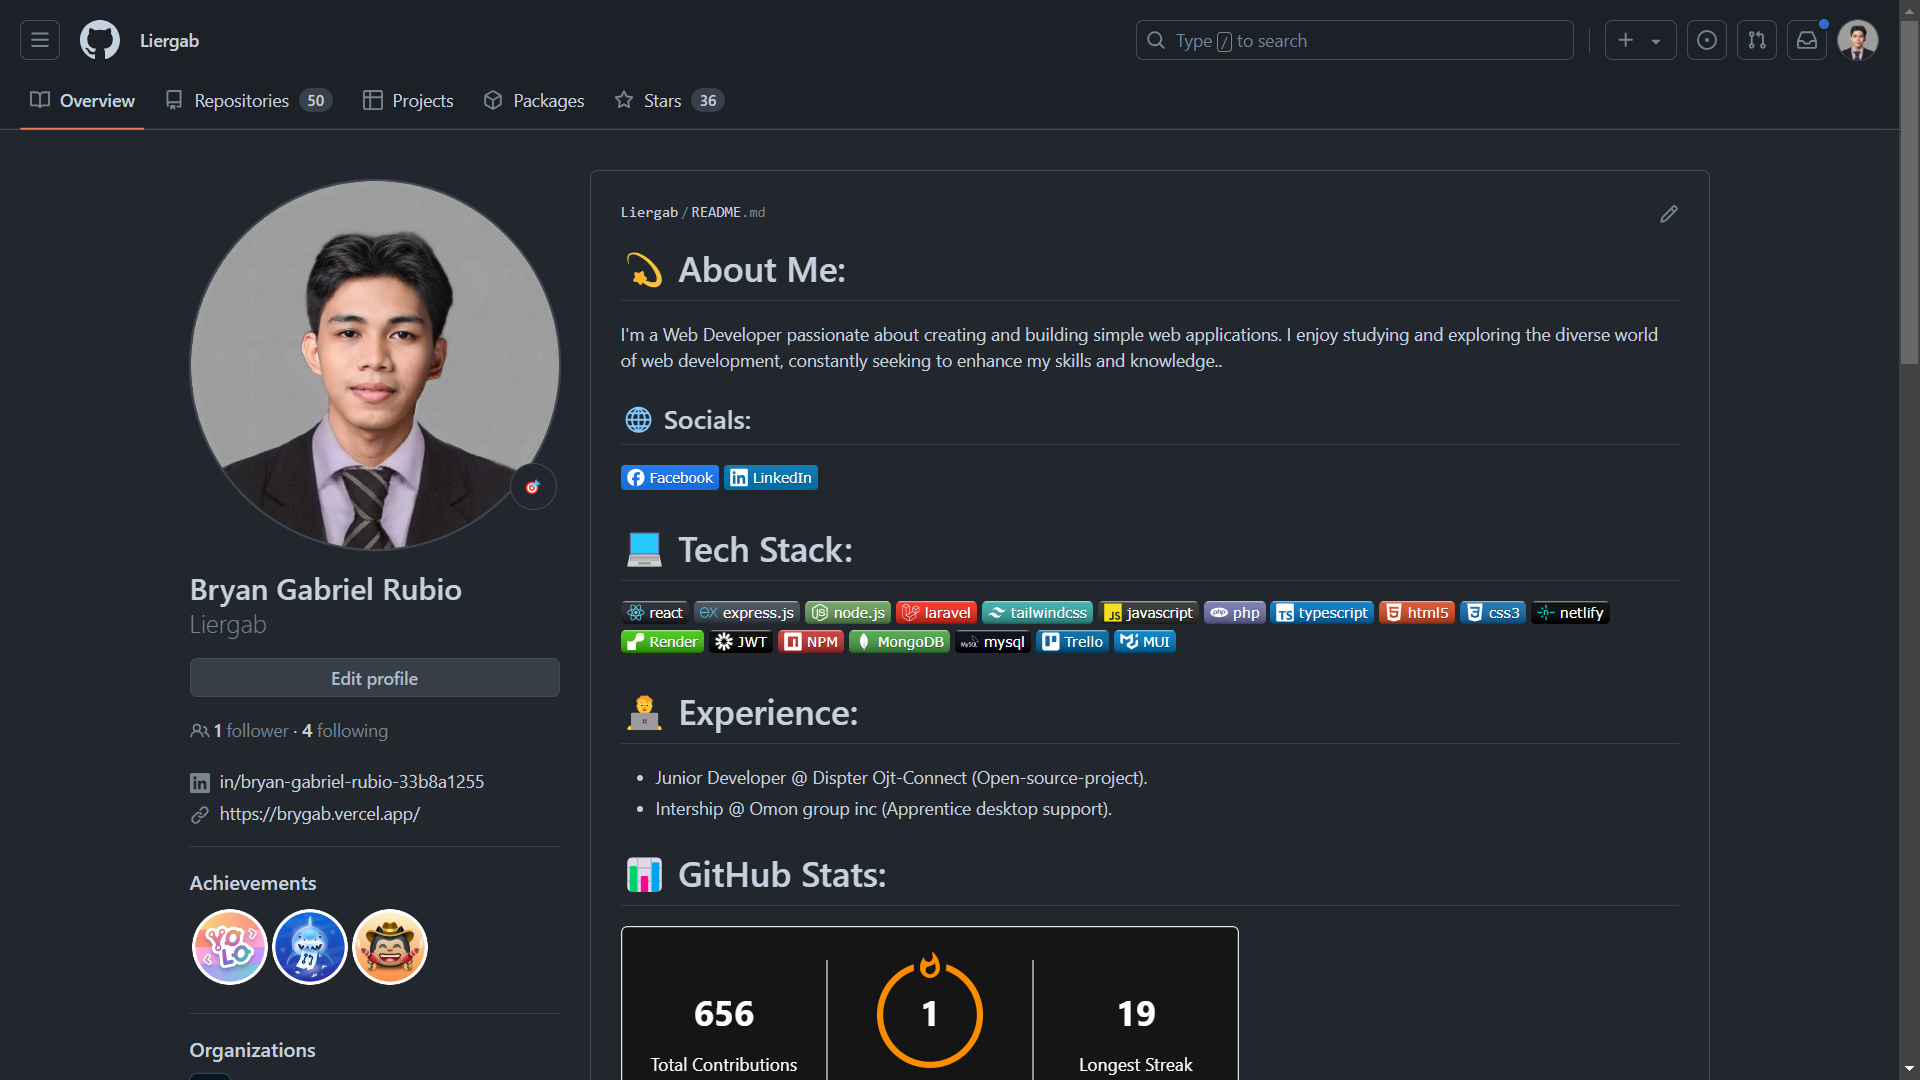 Liergab
Type / to search
Overview
Repositories 50
Projects
Packages
Stars 36
Bryan Gabriel Rubio
Liergab
Edit profile
1 follower · 4 following
in/bryan-gabriel-rubio-33b8a1255
https://brygab.vercel.app/
Achievements
YOLO
Organizations
Liergab/README.md
About Me:
I'm a Web Developer passionate about creating and building simple web applications. I enjoy studying and exploring the diverse world
of web development, constantly seeking to enhance my skills and knowledge..
Socials:
Facebook LinkedIn
Tech Stack:
react express.js node.js laravel tailwindcss javascript php typescript html5 css3 netlify
Render JWT NPM MongoDB mysql Trello MUI
Experience:
• Junior Developer @ Dispter Ojt-Connect (Open-source-project).
• Intership @ Omon group inc (Apprentice desktop support).
GitHub Stats:
656
Total Contributions
1
19
Longest Streak